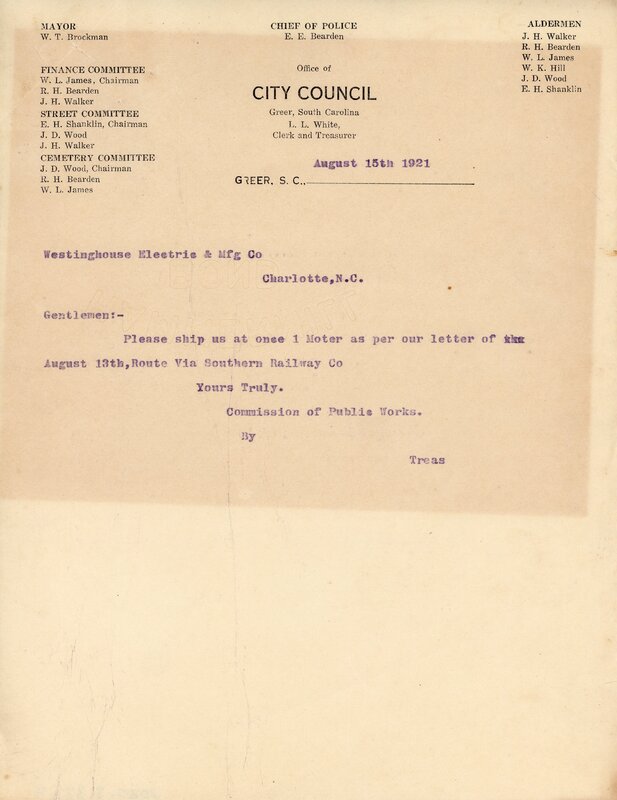 MAYOR
W. T. Brockman
CHIEF OF POLICE
E. E. Bearden
ALDERMEN
J. H. Walker
R. H. Bearden
W. L. James
W. K. Hill
J. D. Wood
E. H. Shanklin
FINANCE COMMITTEE
W. L. James, Chairman
R. H. Bearden
J. H. Walker
STREET COMMITTEE
E. H. Shanklin, Chairman
J. D. Wood
J. H. Walker
CEMETERY COMMITTEE
J. D. Wood, Chairman
R. H. Bearden
W. L. James
Office of
CITY COUNCIL
Greer, South Carolina
L. L. White,
Clerk and Treasurer
August 15th 1921
GREER, S. C.,
Westinghouse Electric & Mfg Co
Charlotte,N.C.
Gentlemen:-
Please ship us at once 1 Moter as per our letter of
August 13th,Route Via Southern Railway Co
Yours Truly.
Commission of Public Works.
By
Treas